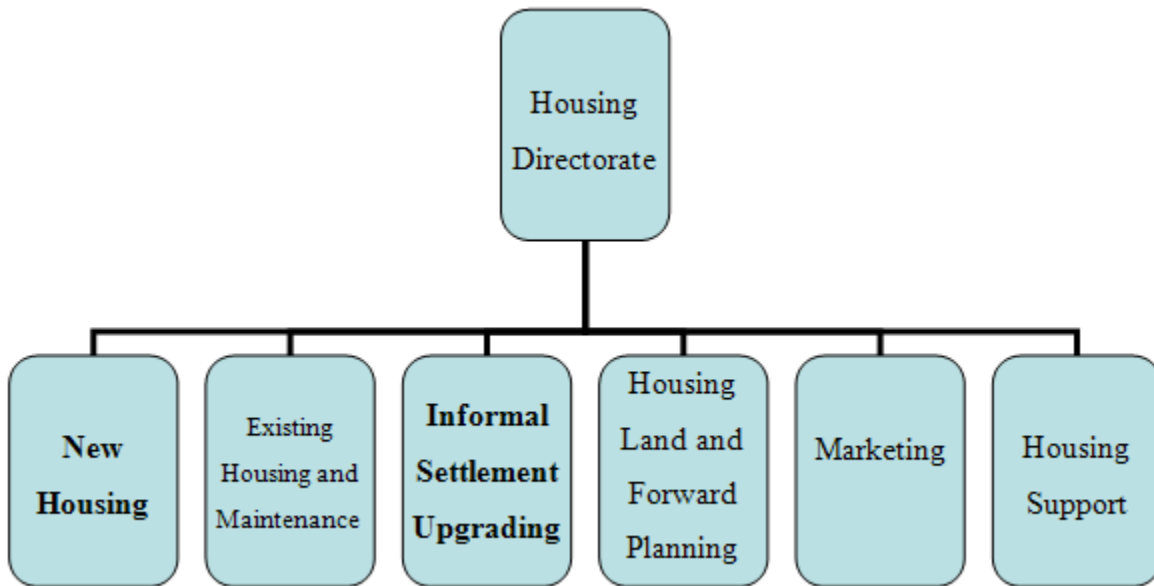 Housing
Directorate
New
Housing
Existing
Housing and
Maintenance
Informal
Settlement
Upgrading
Housing
Land and
Forward
Planning
Marketing
Housing
Support